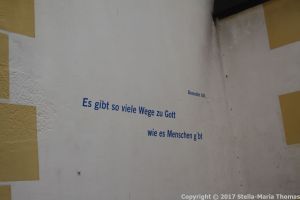 Es gibt so viele Wege zu Gott
wie es Menschen g bt
Copyright © 2017 Stella-Maria Thomas